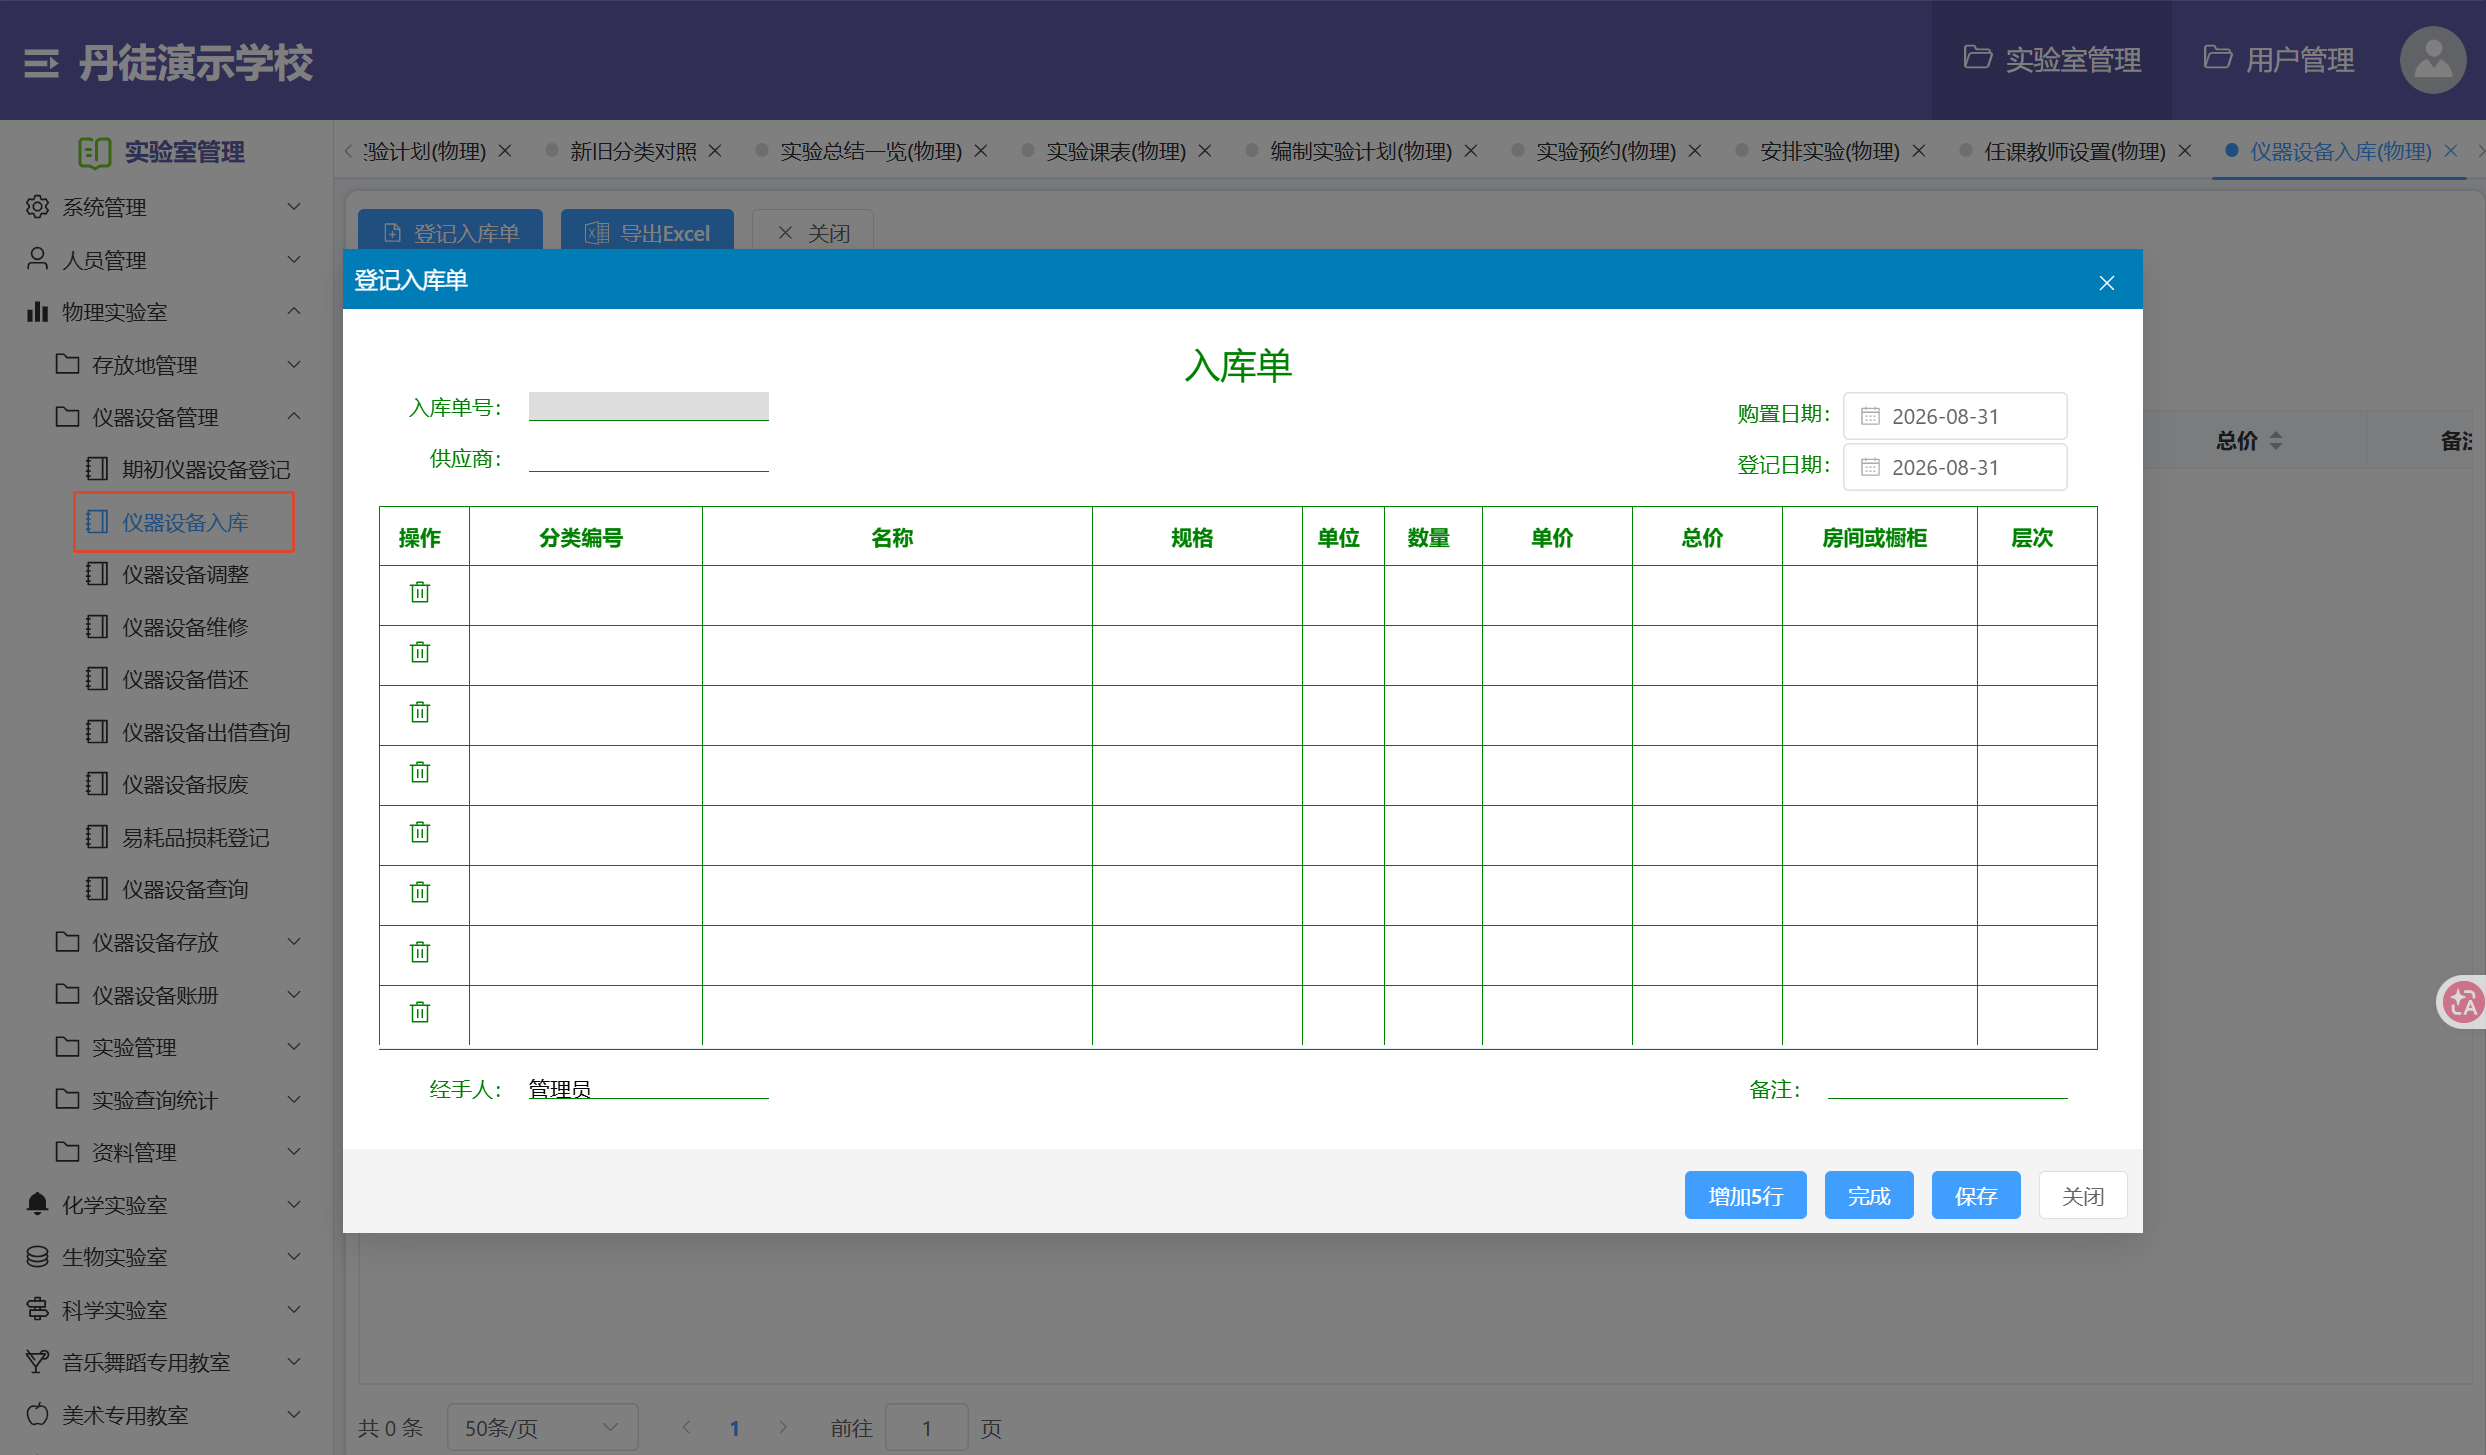 丹徒演示学校
实验室管理
用户管理
实验室管理
验计划(物理)
新旧分类对照
实验总结一览(物理)
实验课表(物理)
编制实验计划(物理)
实验预约(物理)
安排实验(物理)
任课教师设置(物理)
仪器设备入库(物理)
系统管理
人员管理
物理实验室
存放地管理
仪器设备管理
期初仪器设备登记
仪器设备入库
仪器设备调整
仪器设备维修
仪器设备借还
仪器设备出借查询
仪器设备报废
易耗品损耗登记
仪器设备查询
仪器设备存放
仪器设备账册
实验管理
实验查询统计
资料管理
化学实验室
生物实验室
科学实验室
音乐舞蹈专用教室
美术专用教室
登记入库单
导出Excel
关闭
总价
登记入库单
入库单
入库单号：
购置日期： 2026-08-31
供应商：
登记日期： 2026-08-31
操作 分类编号 名称 规格 单位 数量 单价 总价 房间或橱柜 层次
经手人： 管理员
备注：
增加5行 完成 保存 关闭
共 0 条 50条/页 1 前往 1 页